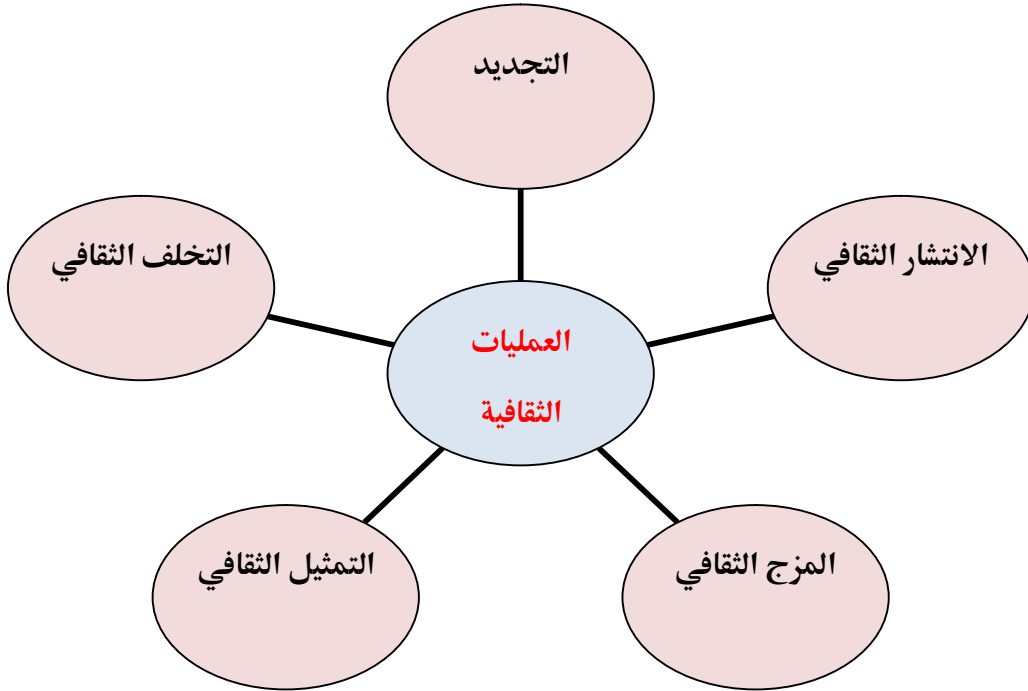 التجديد
الانتشار الثقافي
التخلف الثقافي
العمليات
الثقافية
المزج الثقافي
التمثيل الثقافي